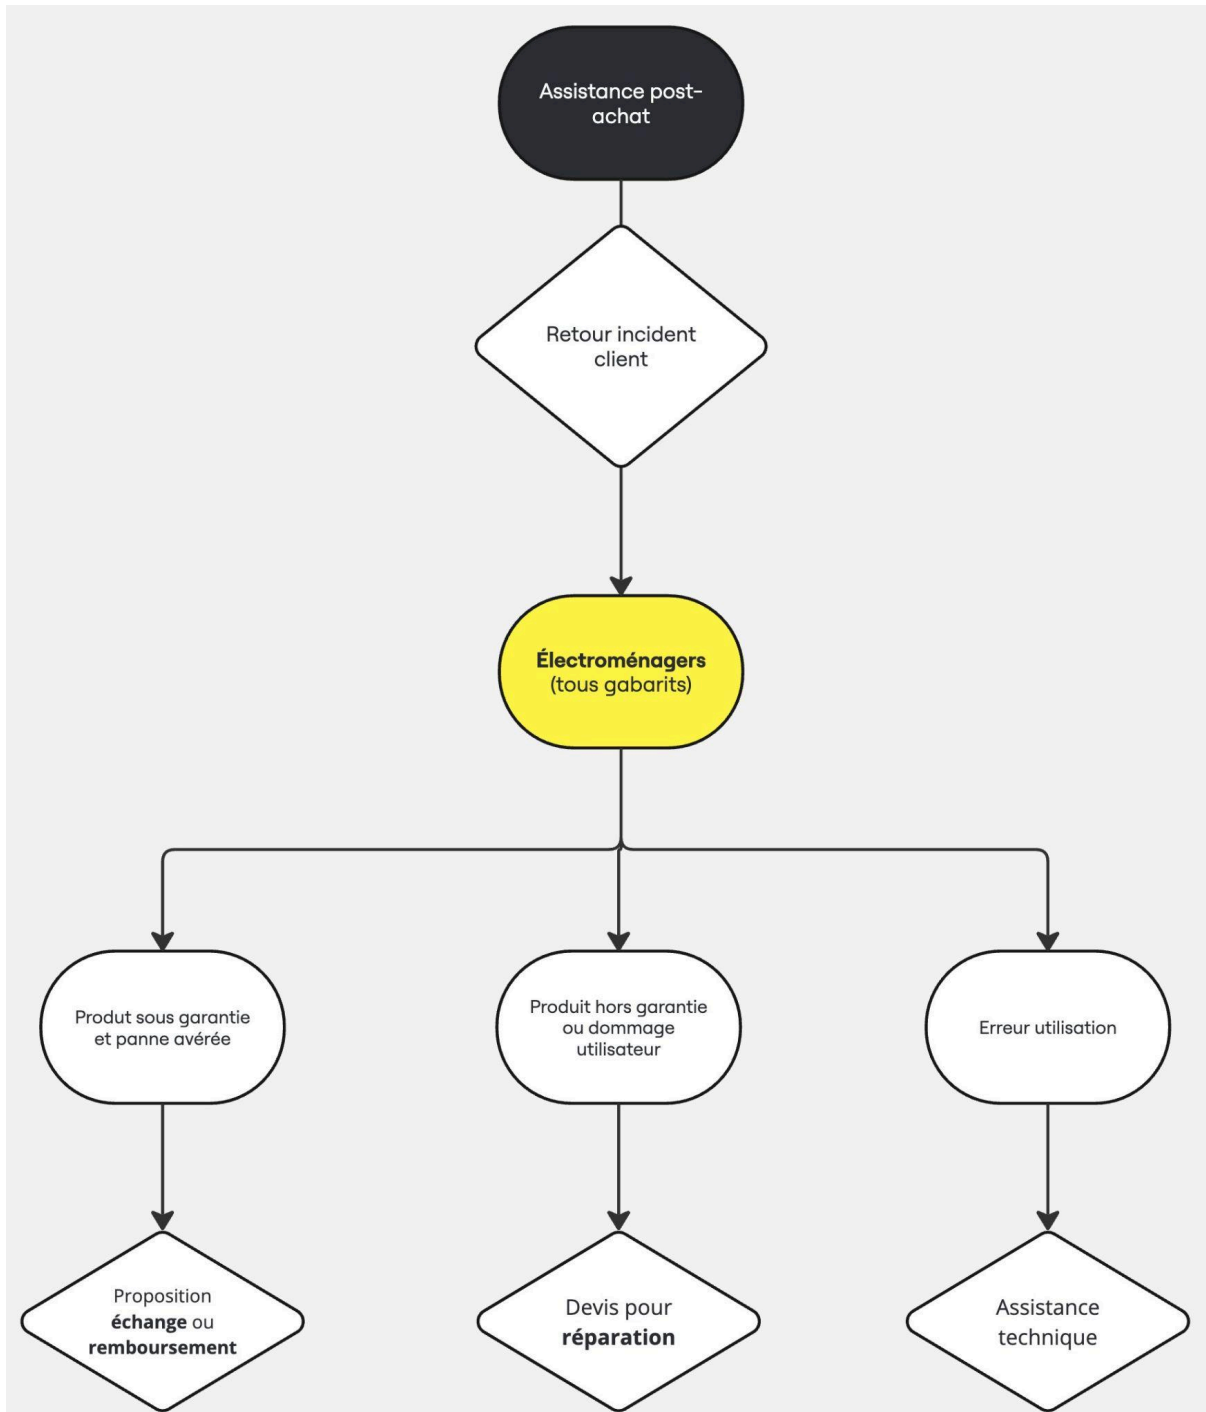 Assistance post-
achat
Retour incident
client
Électroménagers
(tous gabarits)
Produt sous garantie
et panne avérée
Produit hors garantie
ou dommage
utilisateur
Erreur utilisation
Proposition
échange ou
remboursement
Devis pour
réparation
Assistance
technique